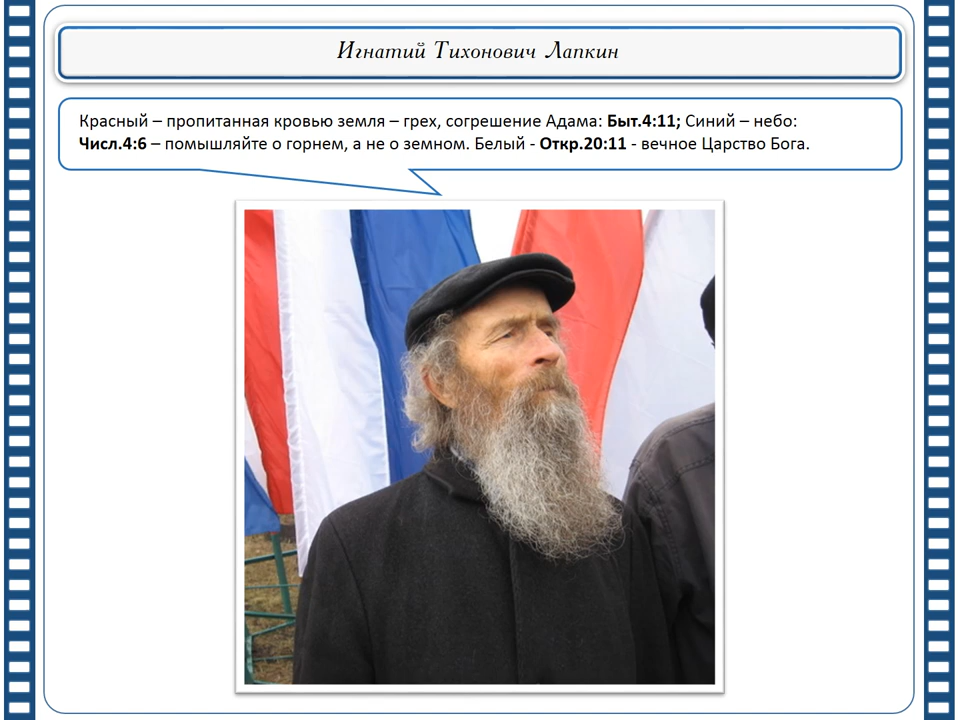 Игнатий Тихонович Лапкин
Красный – пропитанная кровью земля – грех, согрешение Адама: Быт.4:11; Синий – небо:
Числ.4:6 – помышляйте о горнем, а не о земном. Белый - Откр.20:11 - вечное Царство Бога.